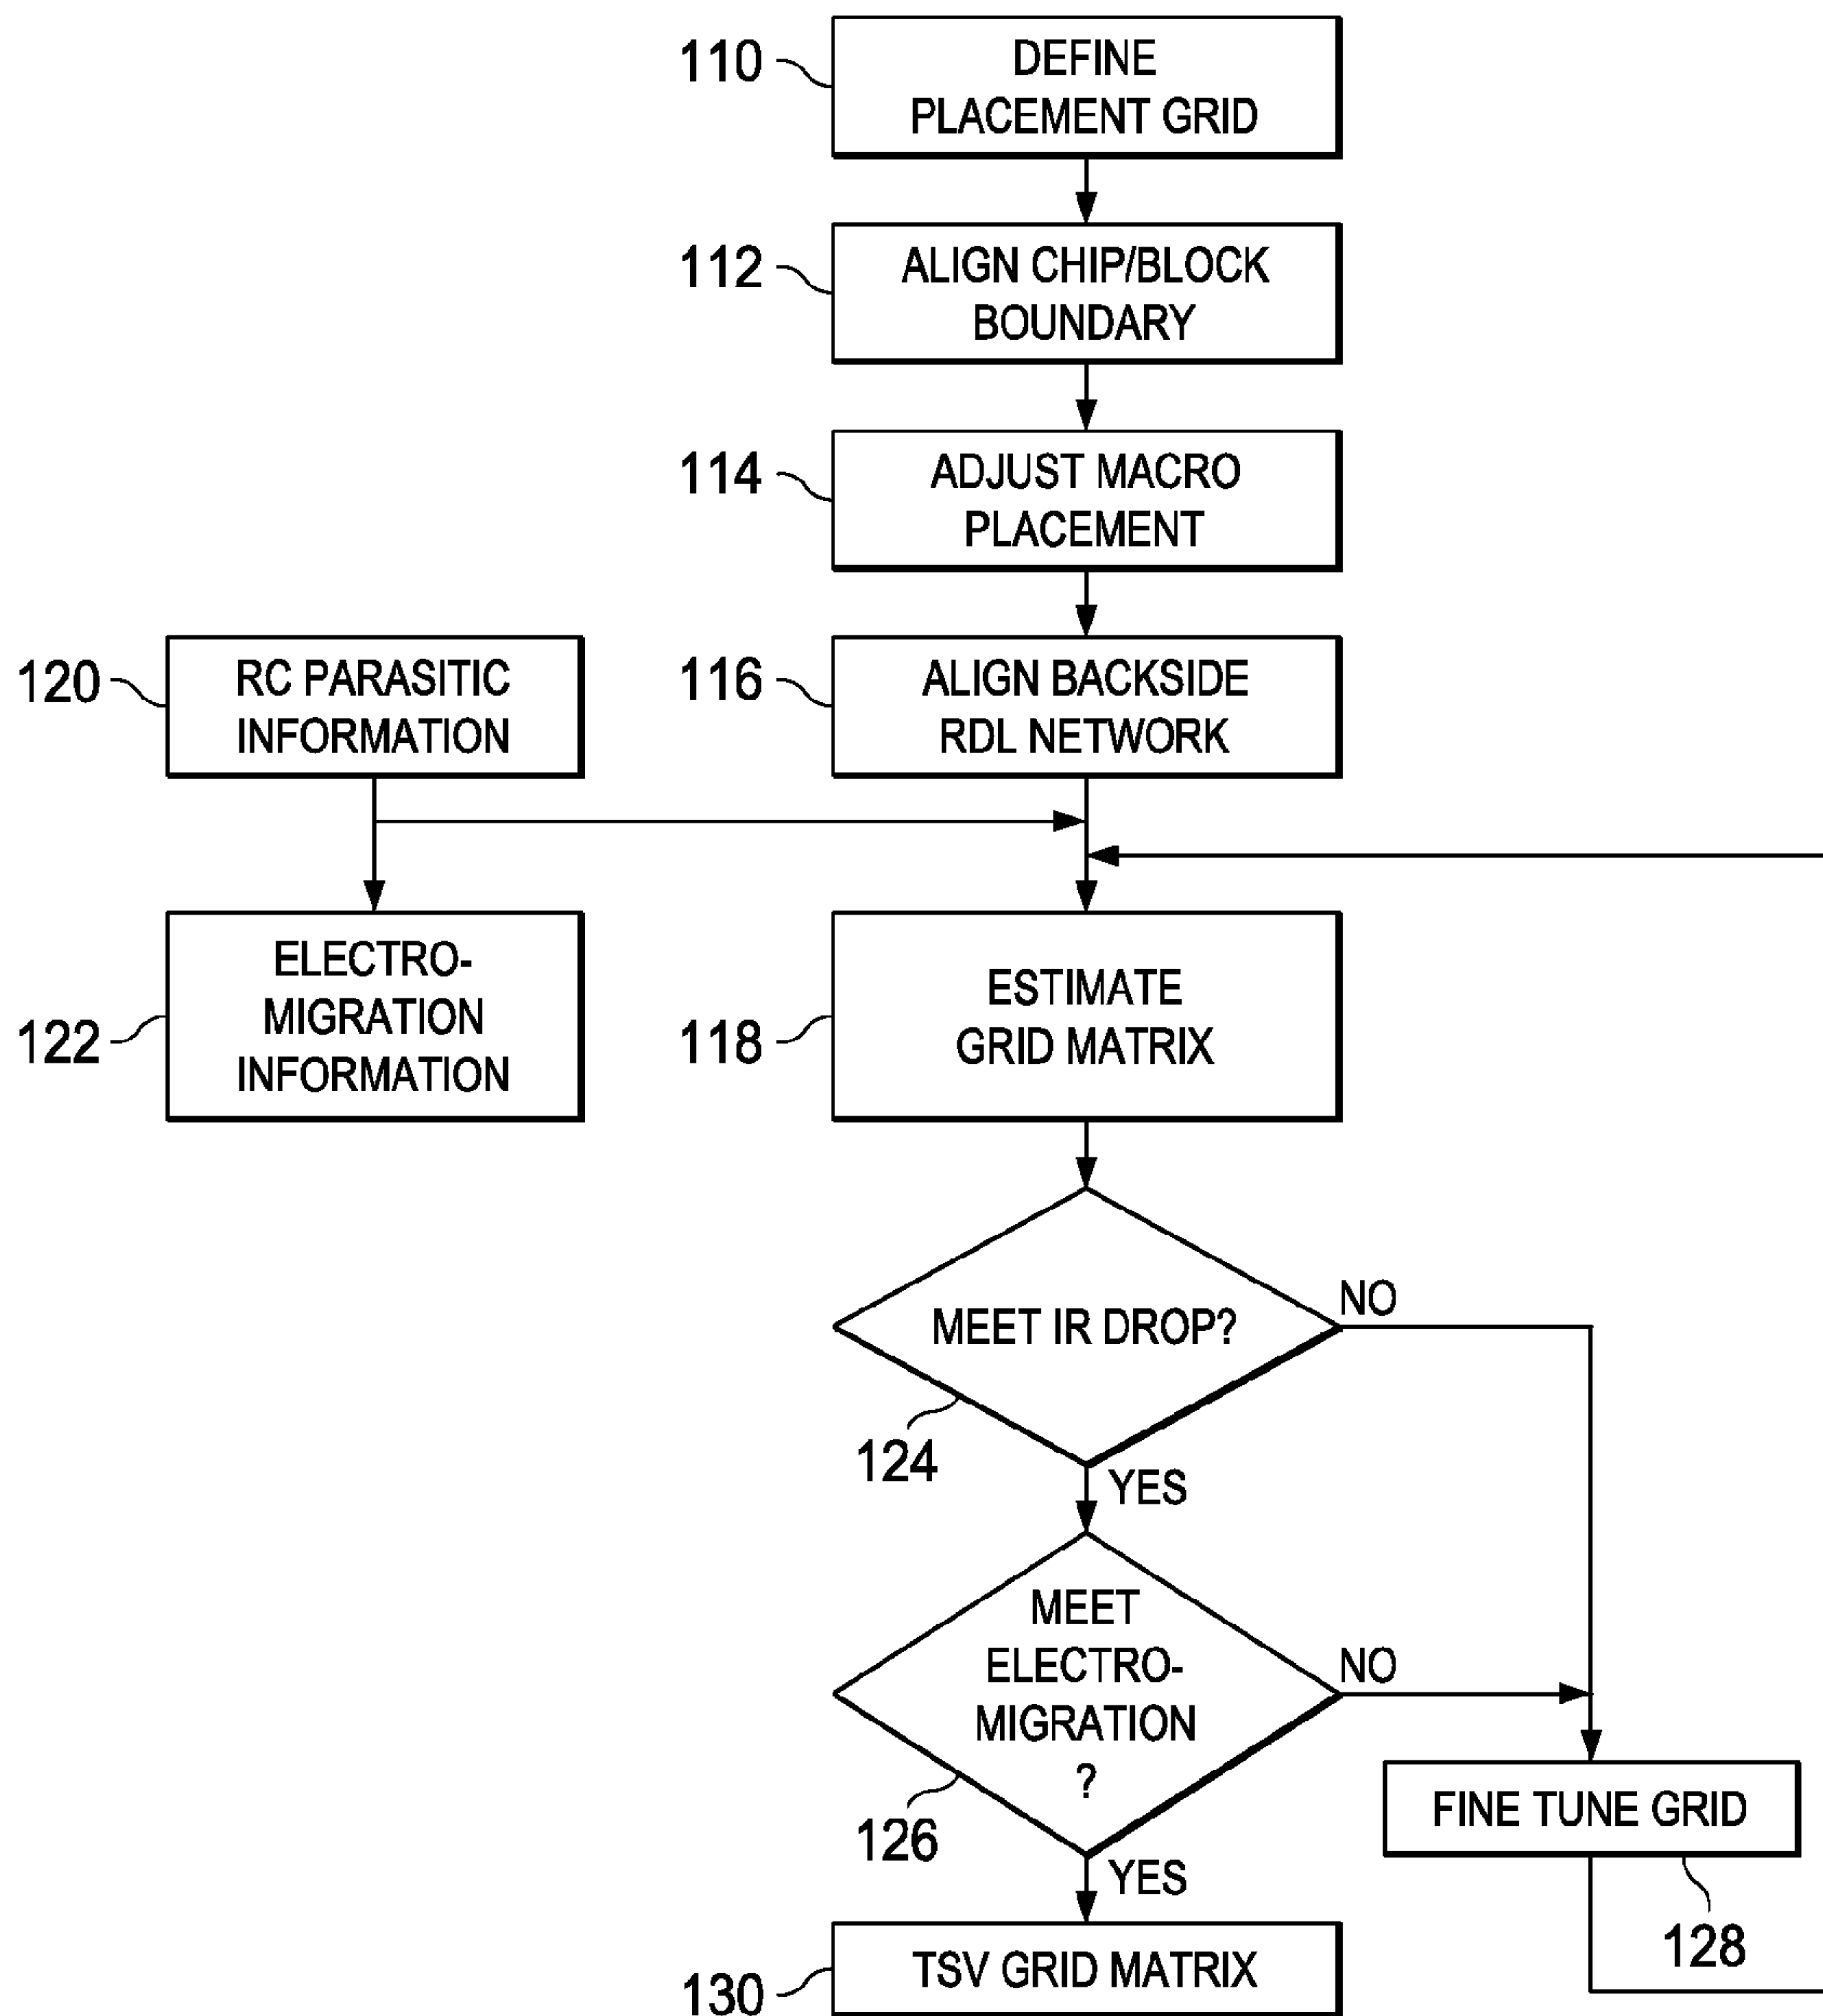 110
DEFINE
PLACEMENT GRID
112
ALIGN CHIP/BLOCK
BOUNDARY
114
ADJUST MACRO
PLACEMENT
120
RC PARASITIC
INFORMATION
116
ALIGN BACKSIDE
RDL NETWORK
122
ELECTRO-
MIGRATION
INFORMATION
118
ESTIMATE
GRID MATRIX
MEET IR DROP?
NO
124
YES
MEET
ELECTRO-
MIGRATION
?
NO
126
YES
FINE TUNE GRID
128
130
TSV GRID MATRIX